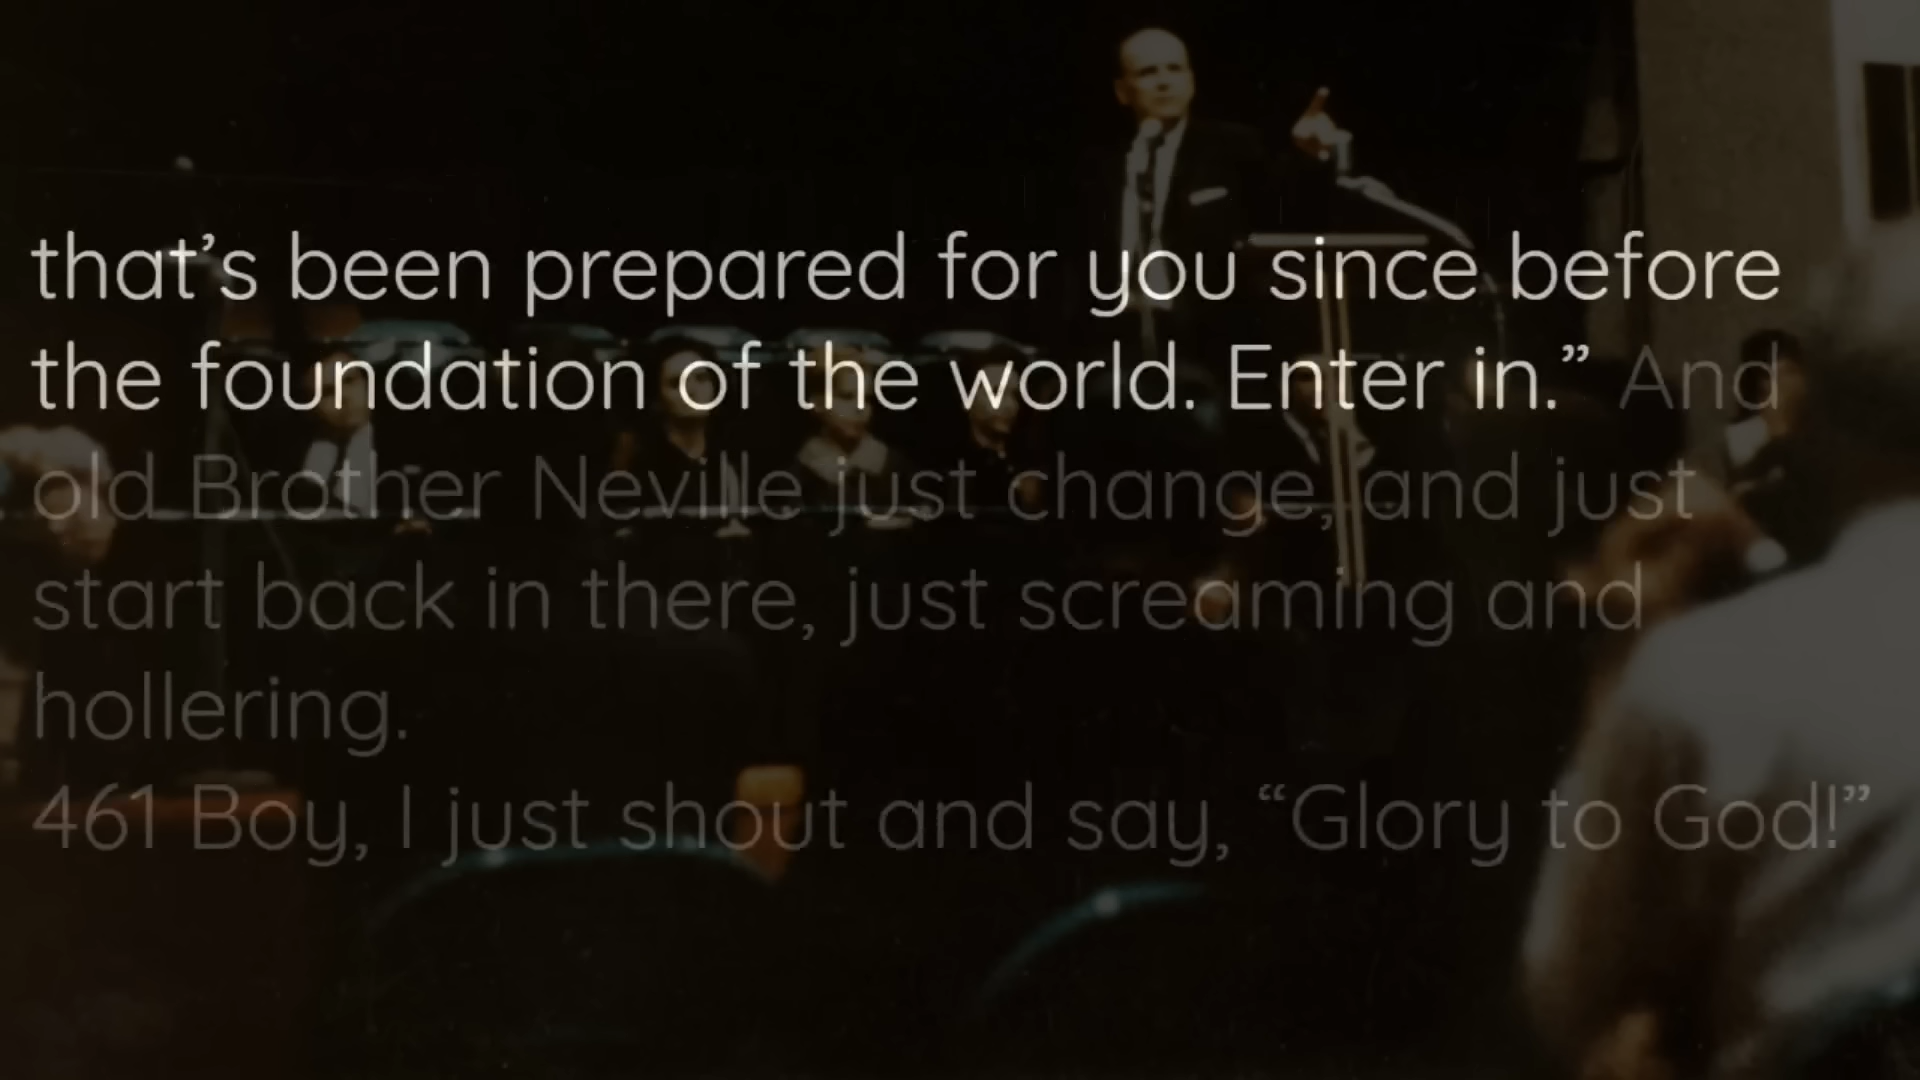 that’s been prepared for you since before
the foundation of the world. Enter in.” And
old Brother Neville just change, and just
start back in there, just screaming and
hollering.
461 Boy, I just shout and say, “Glory to God!”